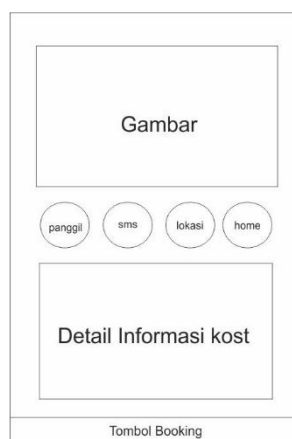 Gambar
panggil
sms
lokasi
home
Detail Informasi kost
Tombol Booking